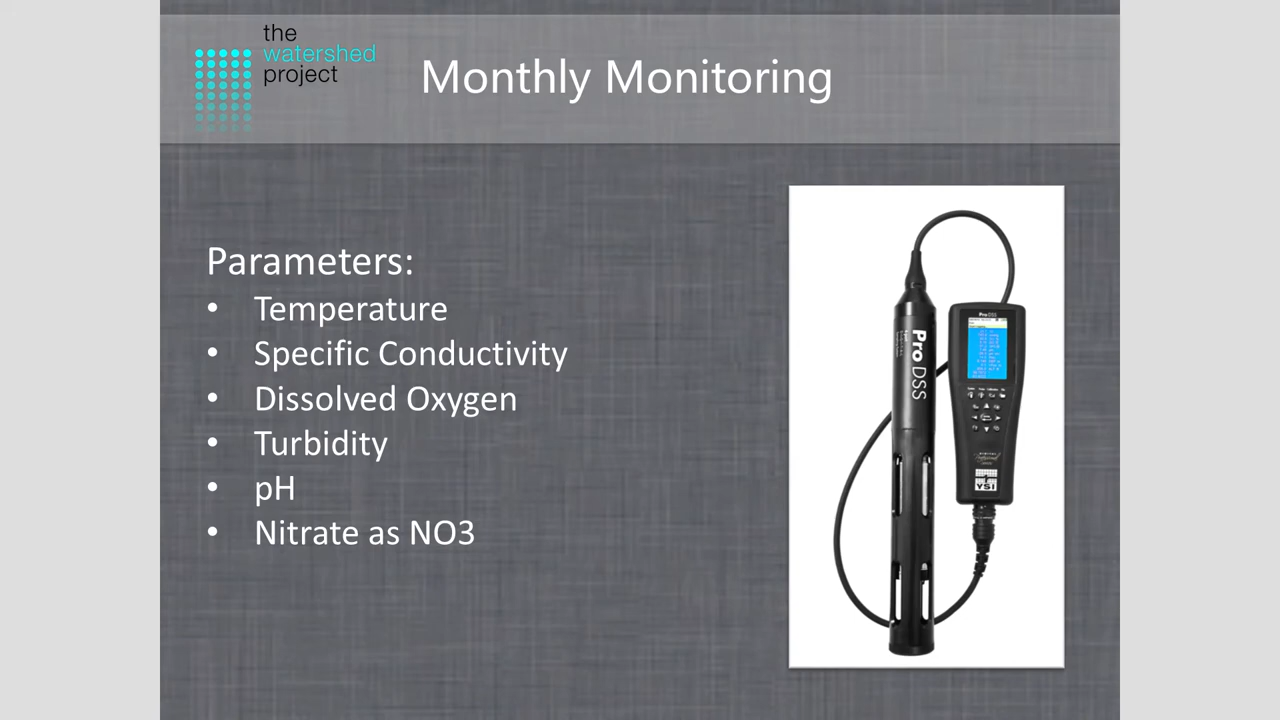 the
watershed
project
Monthly Monitoring
Parameters:
• Temperature
• Specific Conductivity
• Dissolved Oxygen
• Turbidity
• pH
• Nitrate as NO3
Pro DSS
ProDSS
YSI